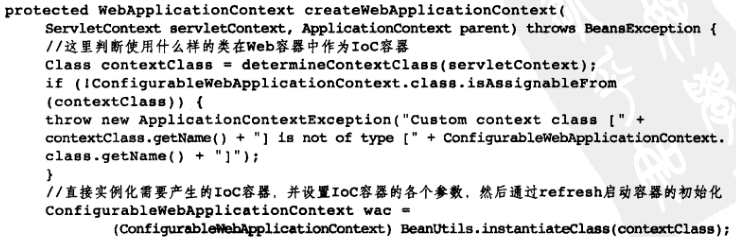 protected WebApplicationContext createWebApplicationContext(
ServletContext servletContext, ApplicationContext parent) throws BeansException {
//这里判断使用什么样的类在Web容器中作为IoC容器
Class contextClass = determineContextClass(servletContext);
if (!ConfigurableWebApplicationContext.class.isAssignableFrom
(contextClass)) {
throw new ApplicationContextException("Custom context class [" +
contextClass.getName() + "] is not of type [" + ConfigurableWebApplicationContext.
class.getName() + "]");
}
//直接实例化需要产生的IoC容器，并设置IoC容器的各个参数，然后通过refresh启动容器的初始化
ConfigurableWebApplicationContext wac =
(ConfigurableWebApplicationContext) BeanUtils.instantiateClass(contextClass);